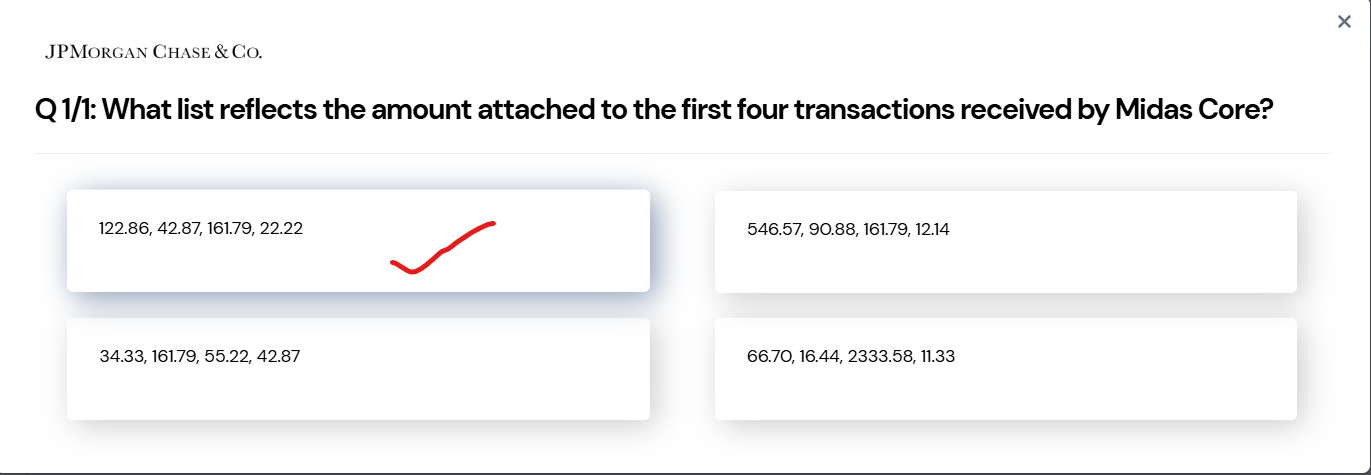 JPMORGAN CHASE & CO.
Q 1/1: What list reflects the amount attached to the first four transactions received by Midas Core?
122.86, 42.87, 161.79, 22.22
546.57, 90.88, 161.79, 12.14
34.33, 161.79, 55.22, 42.87
66.70, 16.44, 2333.58, 11.33